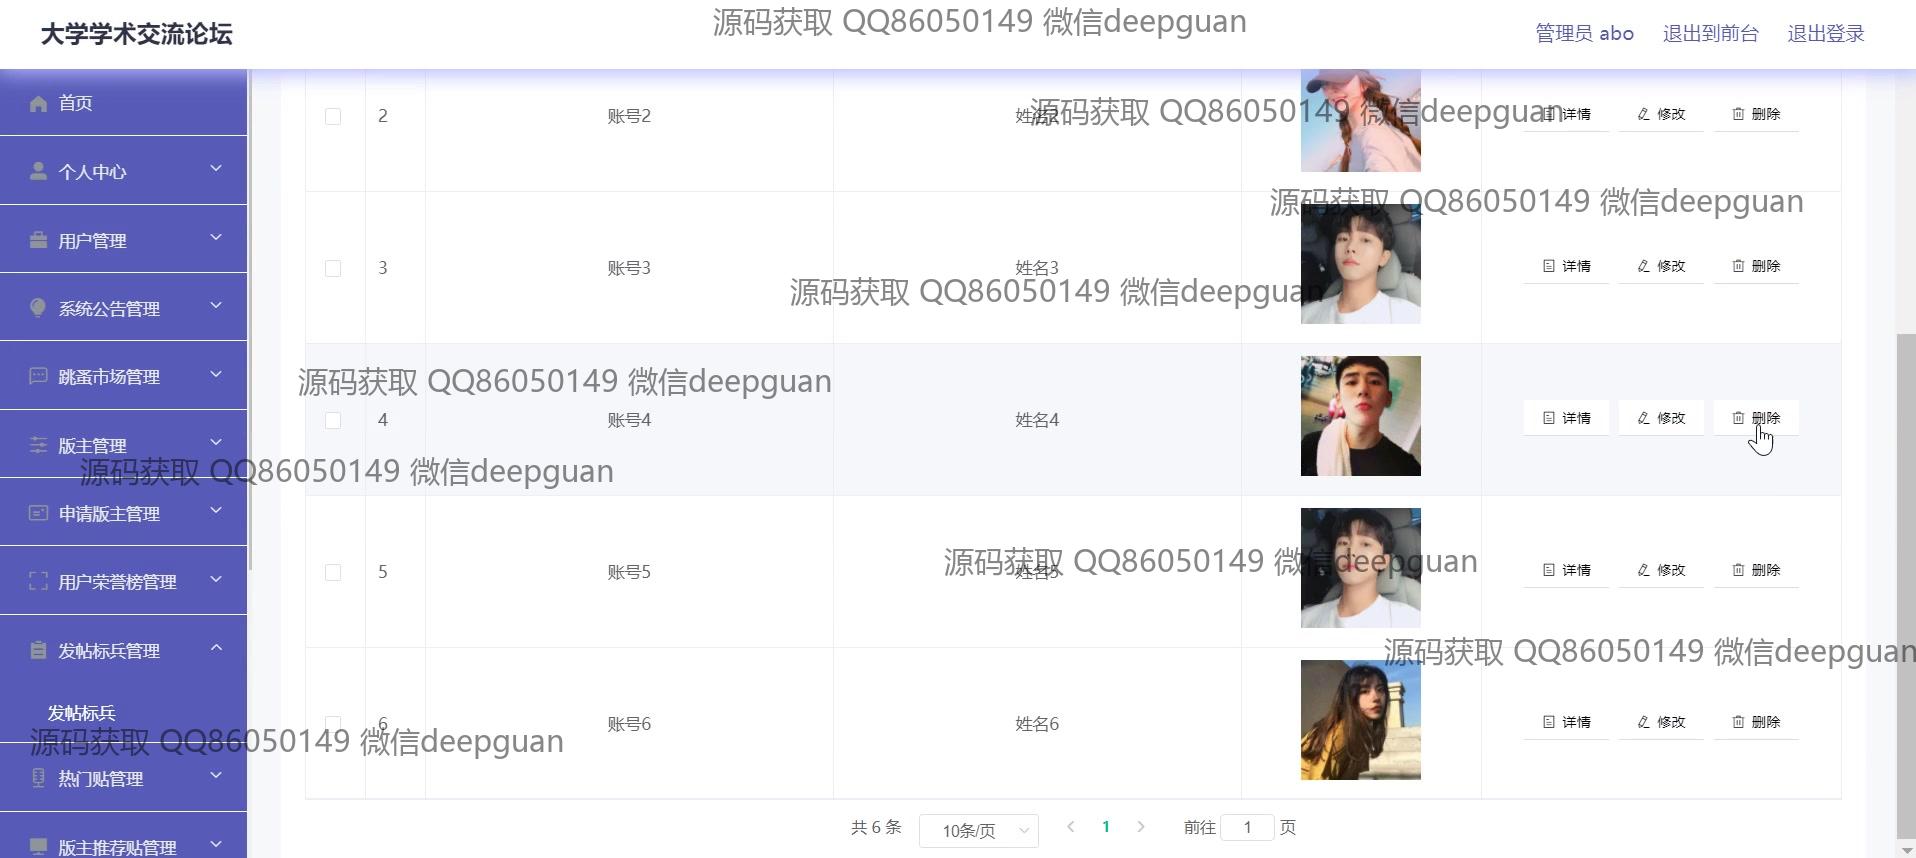 大学学术交流论坛
源码获取 QQ86050149 微信deepguan
管理员 abo 退出到前台 退出登录
首页
个人中心
用户管理
系统公告管理
跳蚤市场管理
版主管理
申请版主管理
用户荣誉榜管理
发帖标兵管理
发帖标兵
热门贴管理
版主推荐贴管理
2 账号2 姓名2 详情 修改 删除
源码获取 QQ86050149 微信deepguan
源码获取 QQ86050149 微信deepguan
3 账号3 姓名3 详情 修改 删除
源码获取 QQ86050149 微信deepguan
源码获取 QQ86050149 微信deepguan
4 账号4 姓名4 详情 修改 删除
源码获取 QQ86050149 微信deepguan
源码获取 QQ86050149 微信deepguan
5 账号5 姓名5 详情 修改 删除
源码获取 QQ86050149 微信deepguan
6 账号6 姓名6 详情 修改 删除
源码获取 QQ86050149 微信deepguan
共 6 条 10条/页 1 前往 1 页